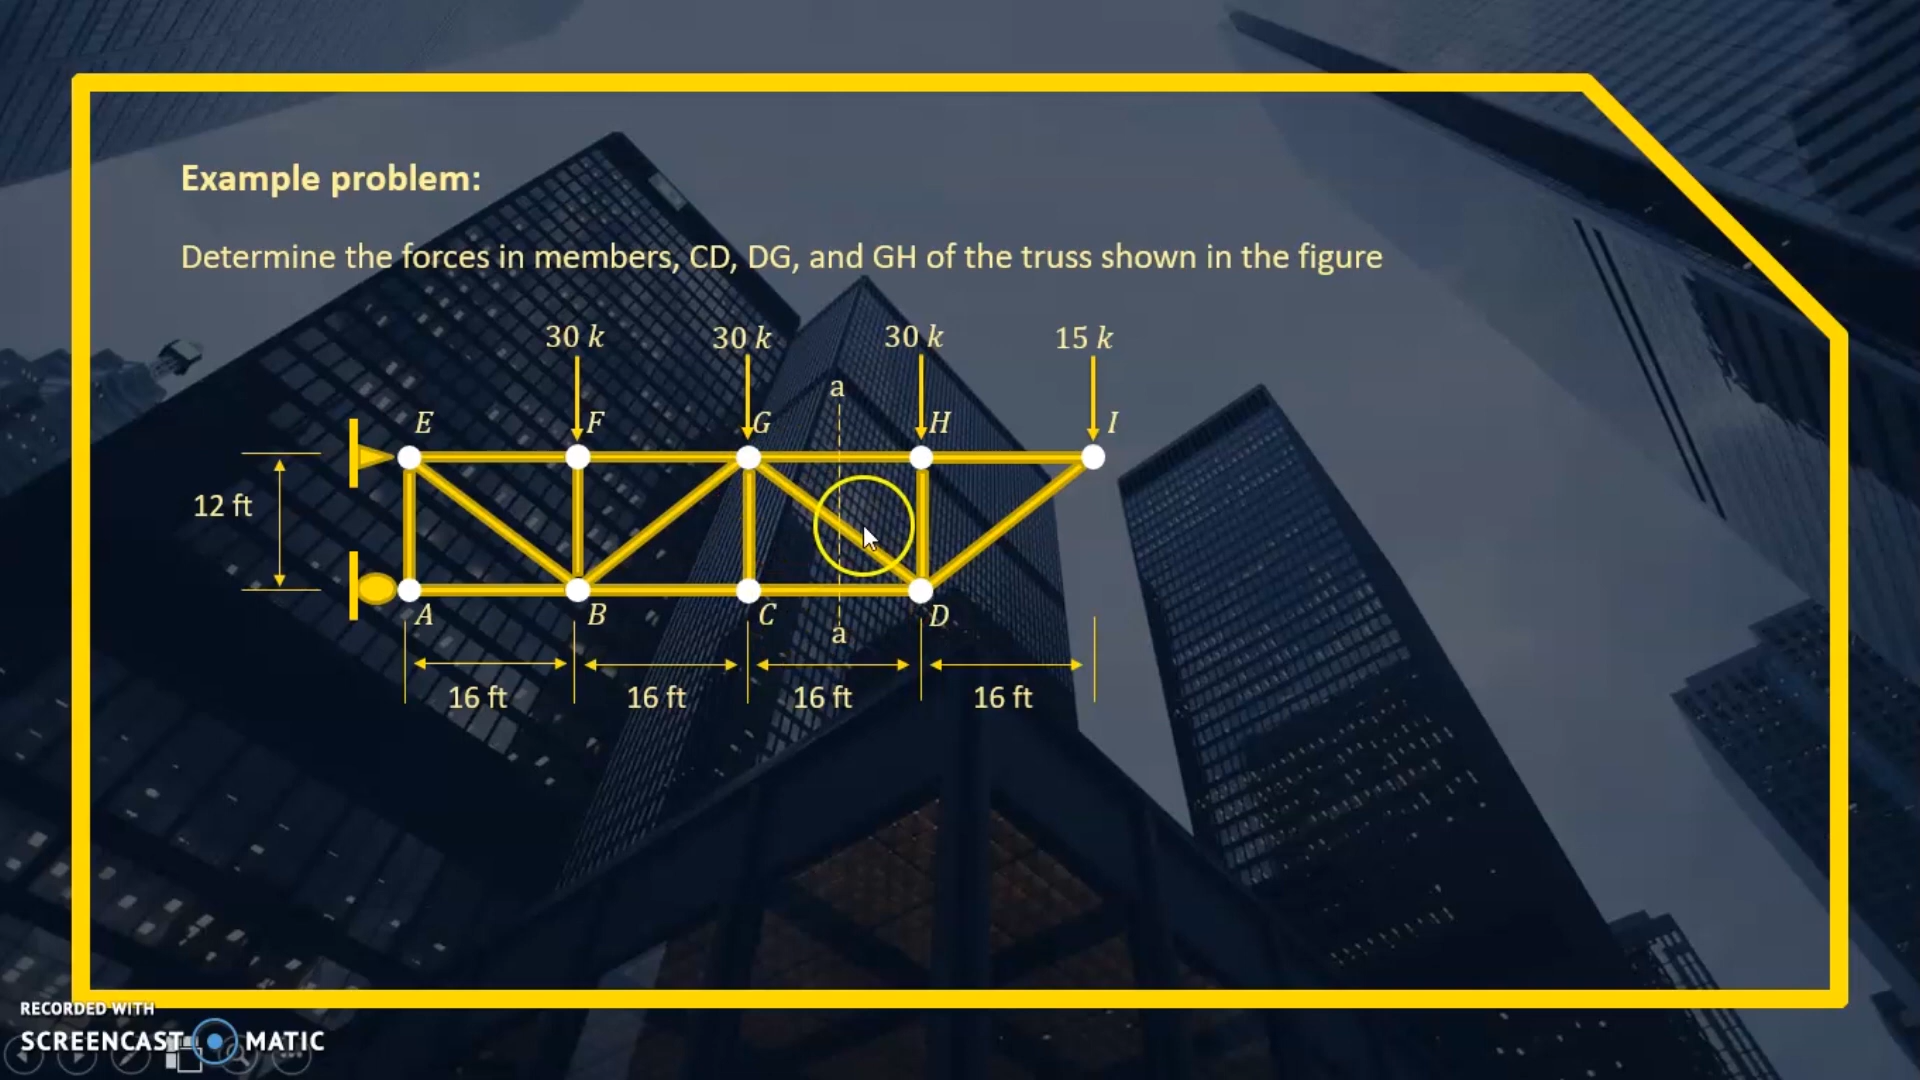 Example problem:
Determine the forces in members, CD, DG, and GH of the truss shown in the figure
30 k 30 k 30 k 15 k
a
E F G H I
12 ft
A B C D
a
16 ft 16 ft 16 ft 16 ft
RECORDED WITH
SCREENCAST MATIC